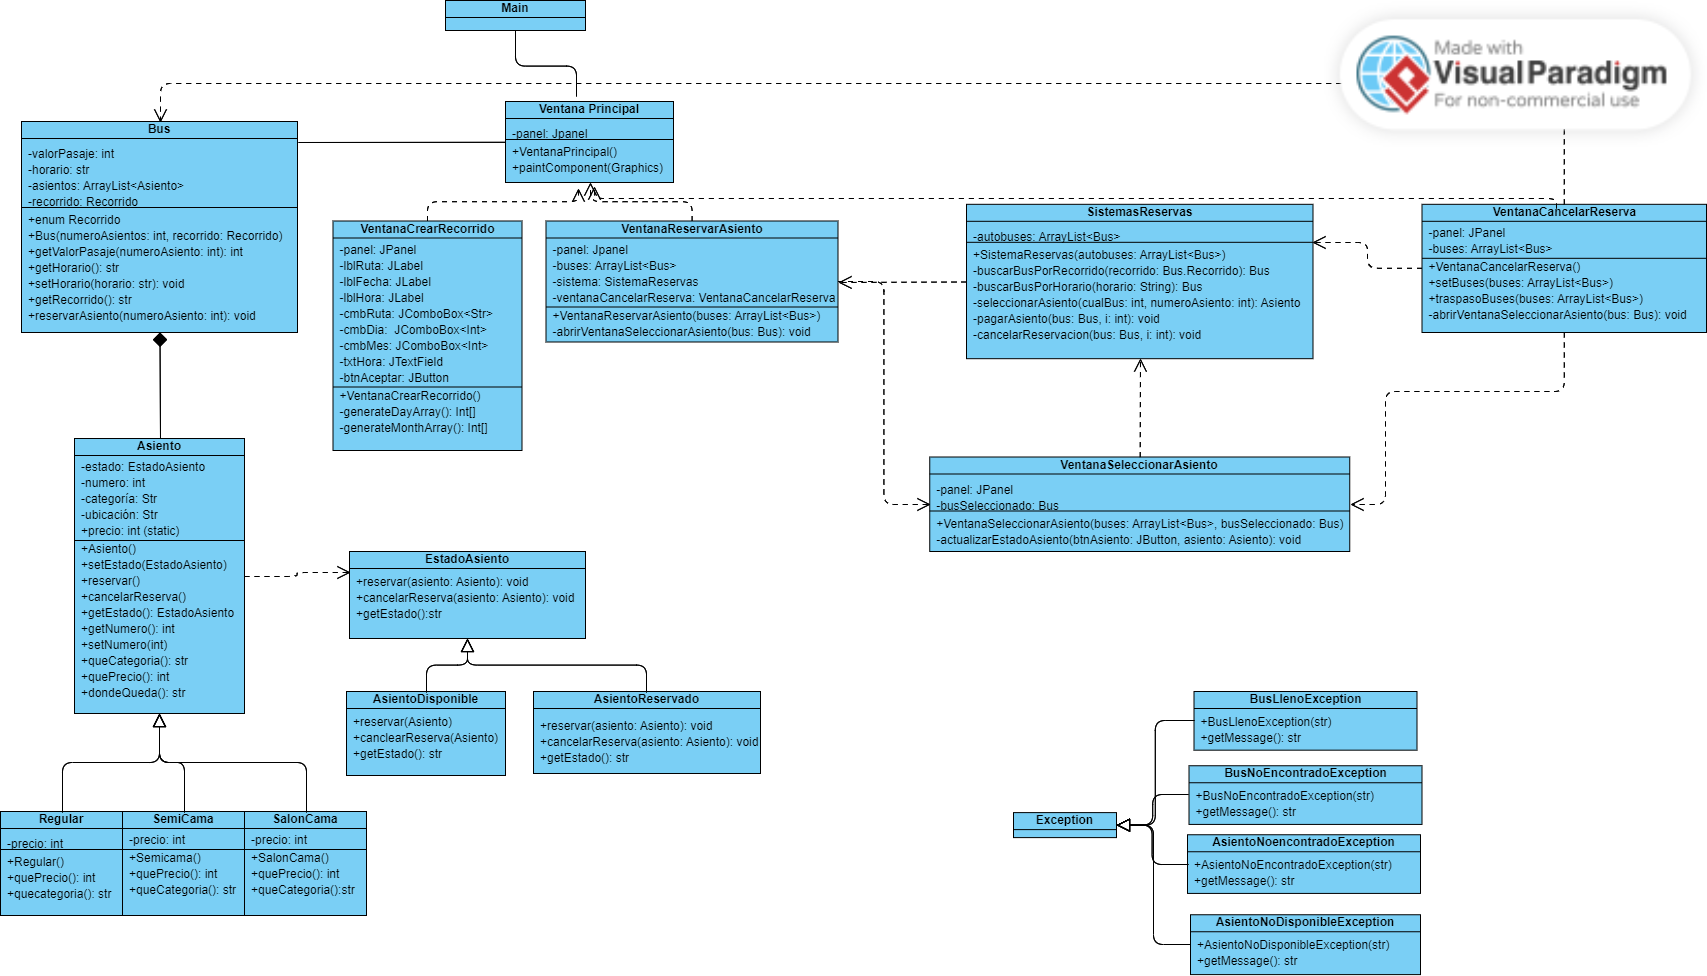 Main
Made with
Visual Paradigm
For non-commercial use
Ventana Principal
-panel: Jpanel
+VentanaPrincipal()
+paintComponent(Graphics)
Bus
-valorPasaje: int
-horario: str
-asientos: ArrayList<Asiento>
-recorrido: Recorrido
+enum Recorrido
+Bus(numeroAsientos: int, recorrido: Recorrido)
+getValorPasaje(numeroAsiento: int): int
+getHorario(): str
+setHorario(horario: str): void
+getRecorrido(): str
+reservarAsiento(numeroAsiento: int): void
VentanaCrearRecorrido
-panel: JPanel
-lblRuta: JLabel
-lblFecha: JLabel
-lblHora: JLabel
-cmbRuta: JComboBox<Str>
-cmbDia: JComboBox<Int>
-cmbMes: JComboBox<Int>
-txtHora: JTextField
-btnAceptar: JButton
+VentanaCrearRecorrido()
-generateDayArray(): Int[]
-generateMonthArray(): Int[]
VentanaReservarAsiento
-panel: Jpanel
-buses: ArrayList<Bus>
-sistema: SistemaReservas
-ventanaCancelarReserva: VentanaCancelarReserva
+VentanaReservarAsiento(buses: ArrayList<Bus>)
-abrirVentanaSeleccionarAsiento(bus: Bus): void
SistemasReservas
-autobuses: ArrayList<Bus>
+SistemaReservas(autobuses: ArrayList<Bus>)
-buscarBusPorRecorrido(recorrido: Bus.Recorrido): Bus
-buscarBusPorHorario(horario: String): Bus
-seleccionarAsiento(cualBus: int, numeroAsiento: int): Asiento
-pagarAsiento(bus: Bus, i: int): void
-cancelarReservacion(bus: Bus, i: int): void
VentanaCancelarReserva
-panel: JPanel
-buses: ArrayList<Bus>
+VentanaCancelarReserva()
+setBuses(buses: ArrayList<Bus>)
+traspasoBuses(buses: ArrayList<Bus>)
-abrirVentanaSeleccionarAsiento(bus: Bus): void
Asiento
-estado: EstadoAsiento
-numero: int
-categoría: Str
-ubicación: Str
+precio: int (static)
+Asiento()
+setEstado(EstadoAsiento)
+reservar()
+cancelarReserva()
+getEstado(): EstadoAsiento
+getNumero(): int
+setNumero(int)
+queCategoria(): str
+quePrecio(): int
+dondeQueda(): str
VentanaSeleccionarAsiento
-panel: JPanel
-busSeleccionado: Bus
+VentanaSeleccionarAsiento(buses: ArrayList<Bus>, busSeleccionado: Bus)
-actualizarEstadoAsiento(btnAsiento: JButton, asiento: Asiento): void
EstadoAsiento
+reservar(asiento: Asiento): void
+cancelarReserva(asiento: Asiento): void
+getEstado():str
AsientoDisponible
+reservar(Asiento)
+canclearReserva(Asiento)
+getEstado(): str
AsientoReservado
+reservar(asiento: Asiento): void
+cancelarReserva(asiento: Asiento): void
+getEstado(): str
Regular
-precio: int
+Regular()
+quePrecio(): int
+quecategoria(): str
SemiCama
-precio: int
+Semicama()
+quePrecio(): int
+queCategoria(): str
SalonCama
-precio: int
+SalonCama()
+quePrecio(): int
+queCategoria():str
Exception
BusLlenoException
+BusLlenoException(str)
+getMessage(): str
BusNoEncontradoException
+BusNoEncontradoException(str)
+getMessage(): str
AsientoNoencontradoException
+AsientoNoEncontradoException(str)
+getMessage(): str
AsientoNoDisponibleException
+AsientoNoDisponibleException(str)
+getMessage(): str